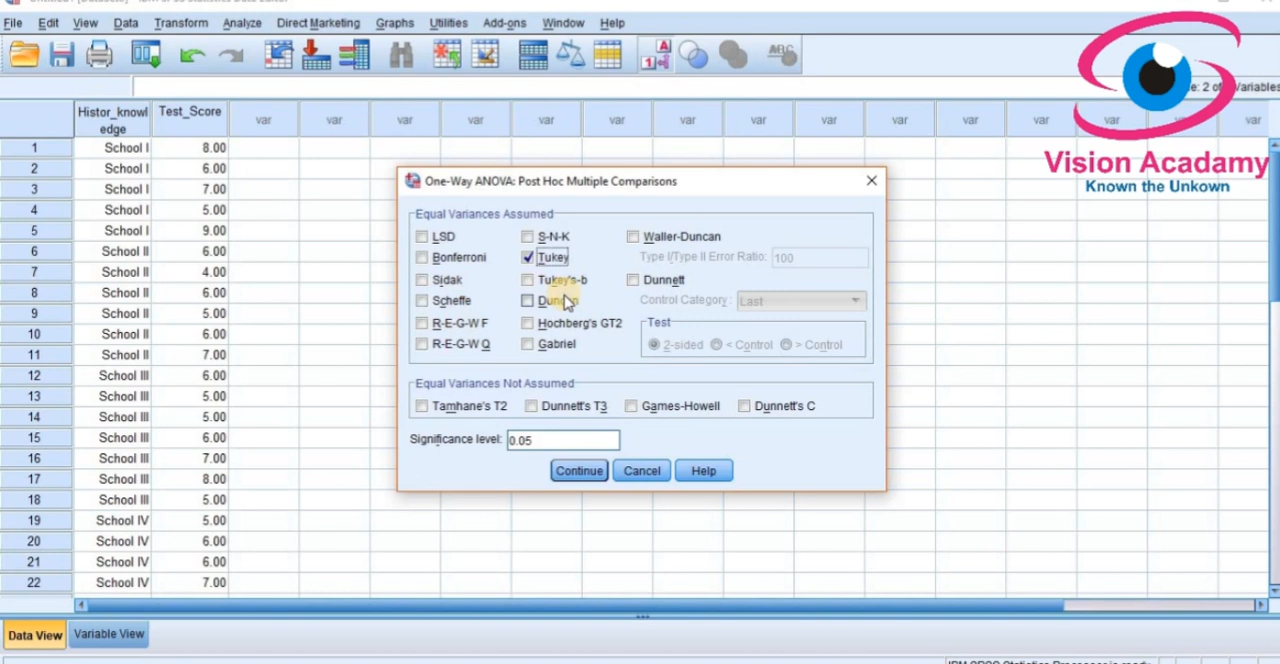 File Edit View Data Transform Analyze Direct Marketing Graphs Utilities Add-ons Window Help
Variables
Histor_knowl
edge
Test_Score
var var var var var var var var var var var var var var var
1 School I 8.00
2 School I 6.00
3 School I 7.00
4 School I 5.00
5 School I 9.00
6 School II 6.00
7 School II 4.00
8 School II 6.00
9 School II 5.00
10 School II 6.00
11 School II 7.00
12 School III 6.00
13 School III 5.00
14 School III 5.00
15 School III 6.00
16 School III 7.00
17 School III 8.00
18 School III 5.00
19 School IV 5.00
20 School IV 6.00
21 School IV 6.00
22 School IV 7.00
One-Way ANOVA: Post Hoc Multiple Comparisons
Equal Variances Assumed
LSD S-N-K Waller-Duncan
Bonferroni Tukey Type I/Type II Error Ratio: 100
Sidak Tukey's-b Dunnett
Scheffe Duncan Control Category: Last
R-E-G-W F Hochberg's GT2 Test
R-E-G-W Q Gabriel 2-sided < Control > Control
Equal Variances Not Assumed
Tamhane's T2 Dunnett's T3 Games-Howell Dunnett's C
Significance level: 0.05
Continue Cancel Help
Vision Acadamy
Known the Unkown
Data View Variable View